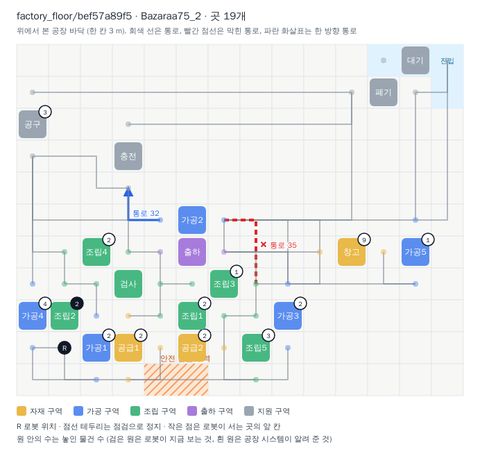 factory_floor/bef57a89f5 · Bazaraa75_2 · 곳 19개
위에서 본 공장 바닥 (한 칸 3 m). 회색 선은 통로, 빨간 점선은 막힌 통로, 파란 화살표는 한 방향 통로
대기
진입
폐기
공구
3
충전
통로 32
가공2
조립4
2
출하
✕ 통로 35
창고
9
가공5
1
검사
조립3
1
가공4
4
조립2
2
조립1
2
가공3
2
R
가공1
2
공급1
2
안전
공급2
2
조립5
3
자재 구역
가공 구역
조립 구역
출하 구역
지원 구역
R 로봇 위치 · 점선 테두리는 점검으로 정지 · 작은 점은 로봇이 서는 곳의 앞 칸
원 안의 수는 놓인 물건 수 (검은 원은 로봇이 지금 보는 것, 흰 원은 공장 시스템이 알려 준 것)